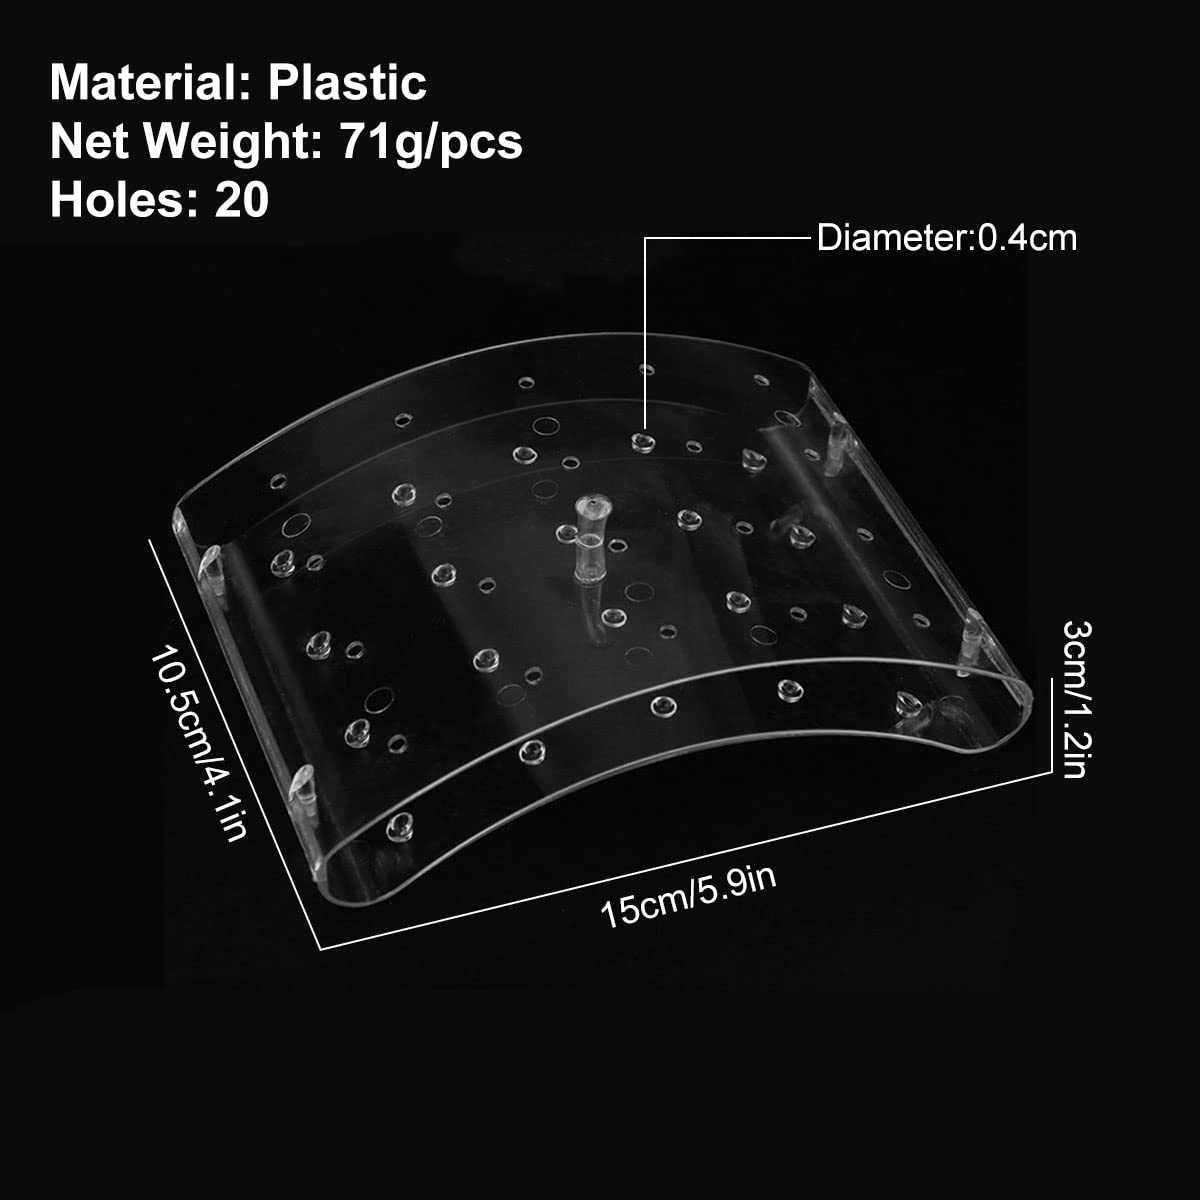 Material: Plastic
Net Weight: 71g/pcs
Holes: 20
Diameter:0.4cm
10.5cm/4.1in
15cm/5.9in
3cm/1.2in